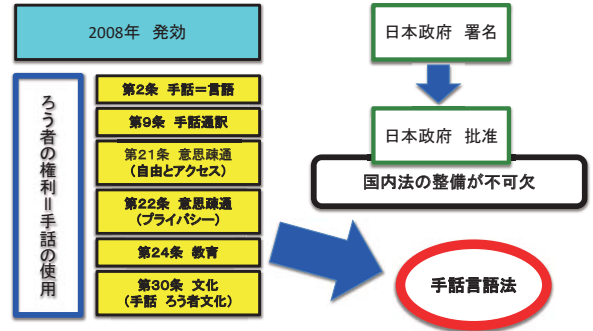 2008年 発効
ろう者の権利＝手話の使用
第2条 手話＝言語
第9条 手話通訳
第21条 意思疎通
（自由とアクセス）
第22条 意思疎通
（プライバシー）
第24条 教育
第30条 文化
（手話 ろう者文化）
日本政府 署名
日本政府 批准
国内法の整備が不可欠
手話言語法